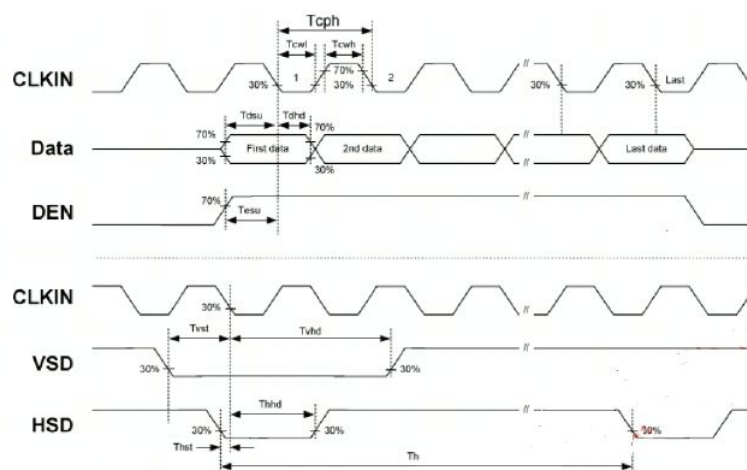 Tcph
Tcwl Tcwh
CLKIN 30% 1 70% 30% 2 // 30% 30% Last
Tdsu Tdhd
70% 70% //
Data First data 2nd data Last data
30% 30% //
DEN 70% Tesu //
CLKIN 30% //
Tvst Tvhd
VSD 30% 30% //
Thhd
HSD 30% 30% // 30%
Thst
Th